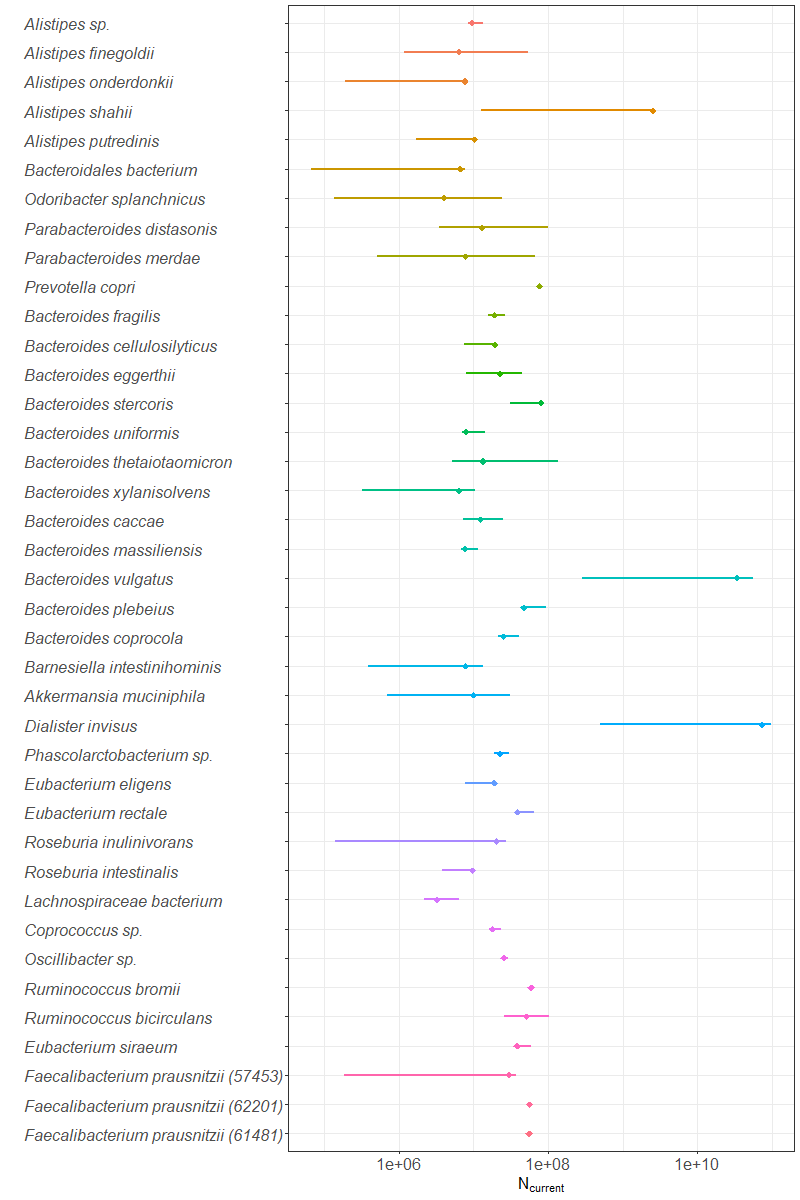 Alistipes sp.
Alistipes finegoldii
Alistipes onderdonkii
Alistipes shahii
Alistipes putredinis
Bacteroidales bacterium
Odoribacter splanchnicus
Parabacteroides distasonis
Parabacteroides merdae
Prevotella copri
Bacteroides fragilis
Bacteroides cellulosilyticus
Bacteroides eggerthii
Bacteroides stercoris
Bacteroides uniformis
Bacteroides thetaiotaomicron
Bacteroides xylanisolvens
Bacteroides caccae
Bacteroides massiliensis
Bacteroides vulgatus
Bacteroides plebeius
Bacteroides coprocola
Barnesiella intestinihominis
Akkermansia muciniphila
Dialister invisus
Phascolarctobacterium sp.
Eubacterium eligens
Eubacterium rectale
Roseburia inulinivorans
Roseburia intestinalis
Lachnospiraceae bacterium
Coprococcus sp.
Oscillibacter sp.
Ruminococcus bromii
Ruminococcus bicirculans
Eubacterium siraeum
Faecalibacterium prausnitzii (57453)
Faecalibacterium prausnitzii (62201)
Faecalibacterium prausnitzii (61481)
1e+06 1e+08 1e+10
Ncurrent